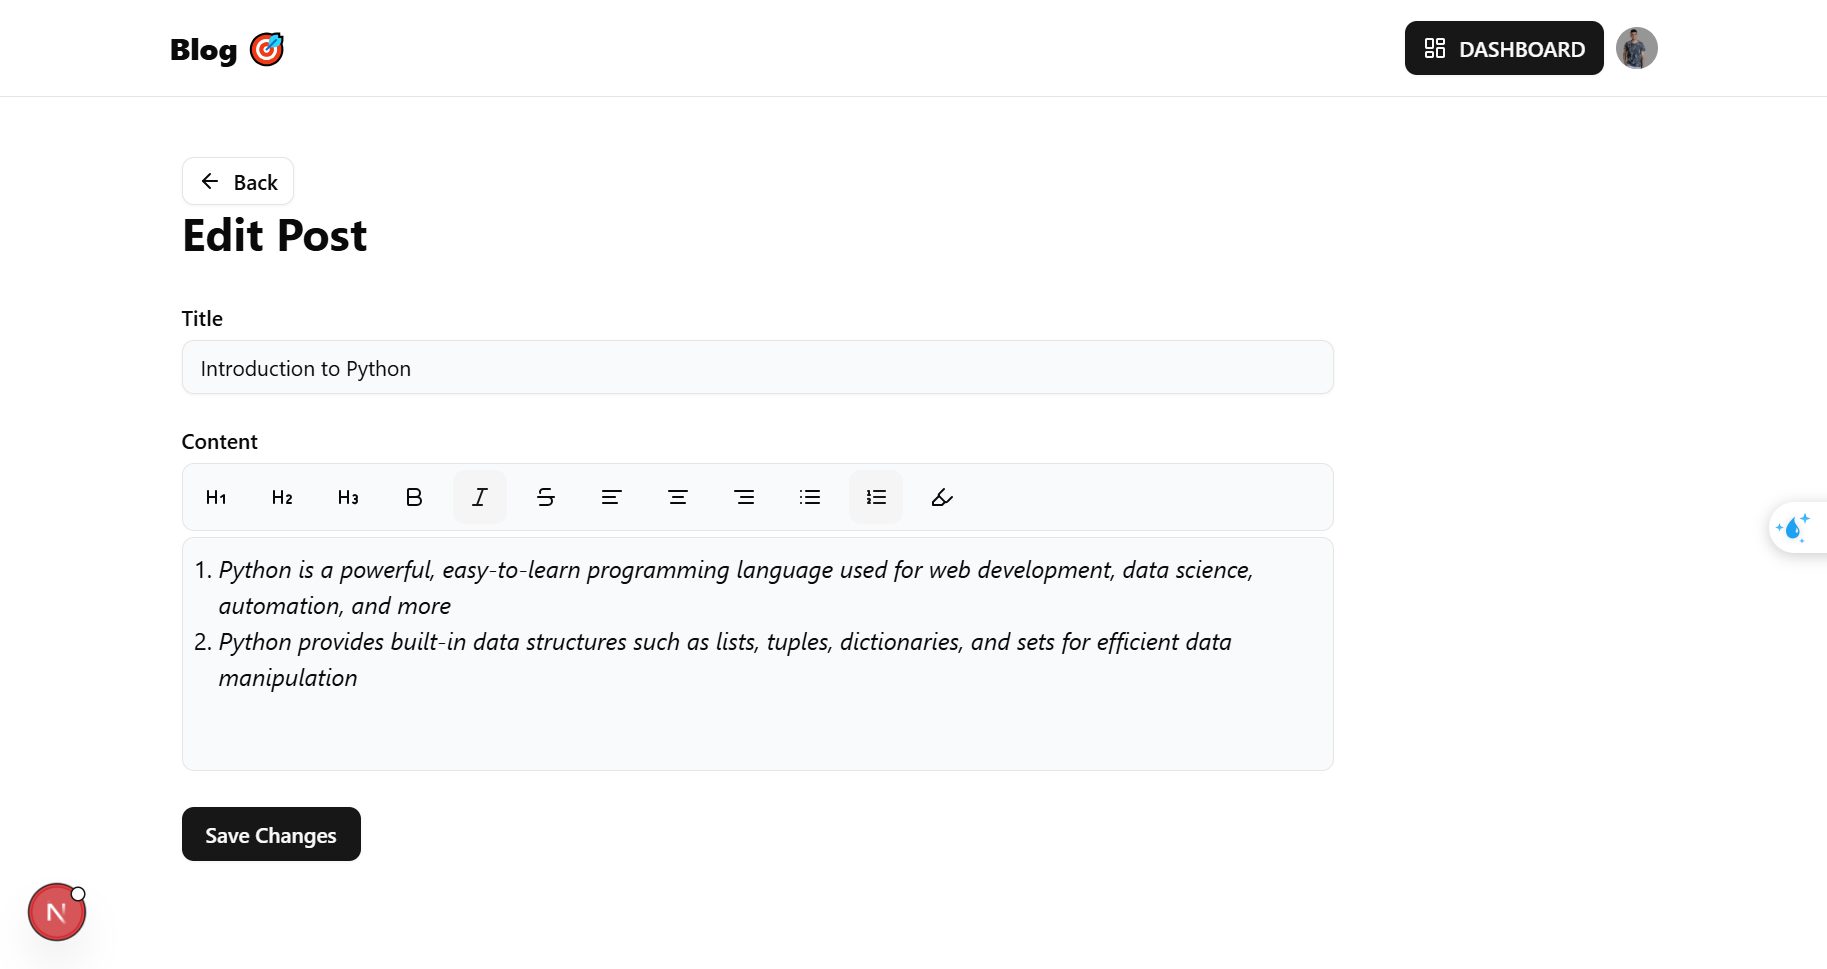 Blog
DASHBOARD
Back
Edit Post
Title
Introduction to Python
Content
H1 H2 H3 B I S
1. Python is a powerful, easy-to-learn programming language used for web development, data science,
automation, and more
2. Python provides built-in data structures such as lists, tuples, dictionaries, and sets for efficient data
manipulation
Save Changes
N